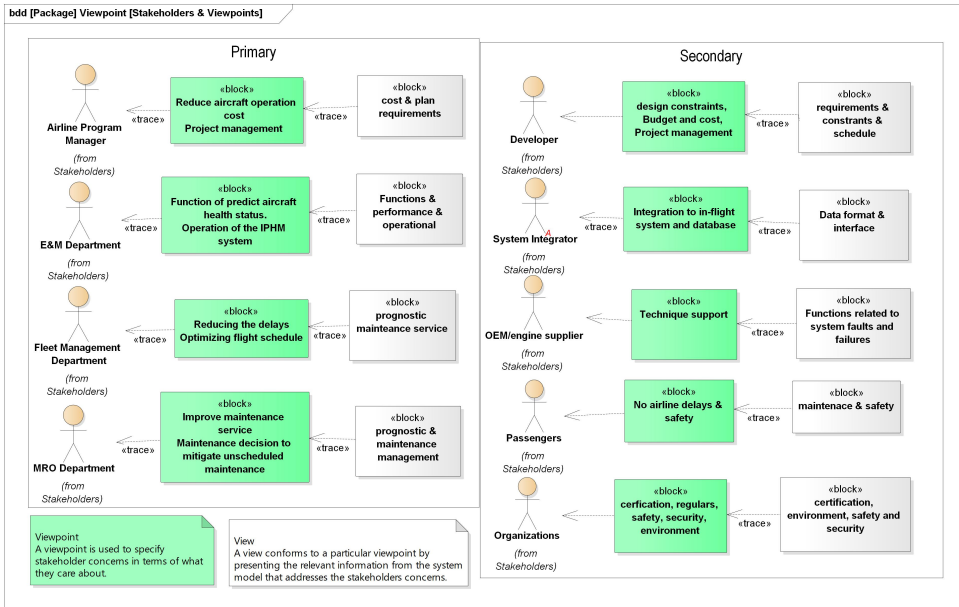 bdd [Package] Viewpoint [Stakeholders & Viewpoints]
Primary
Airline Program
Manager
(from
Stakeholders)
«trace»
«block»
Reduce aircraft operation
cost
Project management
«trace»
«block»
cost & plan
requirements
E&M Department
(from
Stakeholders)
«trace»
«block»
Function of predict aircraft
health status.
Operation of the IPHM
system
«trace»
«block»
Functions &
performance &
operational
Fleet Management
Department
(from
Stakeholders)
«trace»
«block»
Reducing the delays
Optimizing flight schedule
«trace»
«block»
prognostic
mainteance service
MRO Department
(from
Stakeholders)
«trace»
«block»
Improve maintenance
service
Maintenance decision to
mitigate unscheduled
maintenance
«trace»
«block»
prognostic &
maintenance
management
Secondary
Developer
(from
Stakeholders)
«block»
design constraints,
Budget and cost,
Project management
«trace»
«block»
requirements &
constrants &
schedule
System Integrator
A
(from
Stakeholders)
«trace»
«block»
Integration to in-flight
system and database
«trace»
«block»
Data format &
interface
OEM/engine supplier
(from
Stakeholders)
«block»
Technique support
«trace»
«block»
Functions related to
system faults and
failures
Passengers
(from
Stakeholders)
«block»
No airline delays &
safety
«trace»
«block»
maintenace & safety
Organizations
(from
Stakeholders)
«block»
cerfication, regulars,
safety, security,
environment
«trace»
«block»
certification,
environment, safety and
security
Viewpoint
A viewpoint is used to specify
stakeholder concerns in terms of what
they care about.
View
A view conforms to a particular viewpoint by
presenting the relevant information from the system
model that addresses the stakeholders concerns.